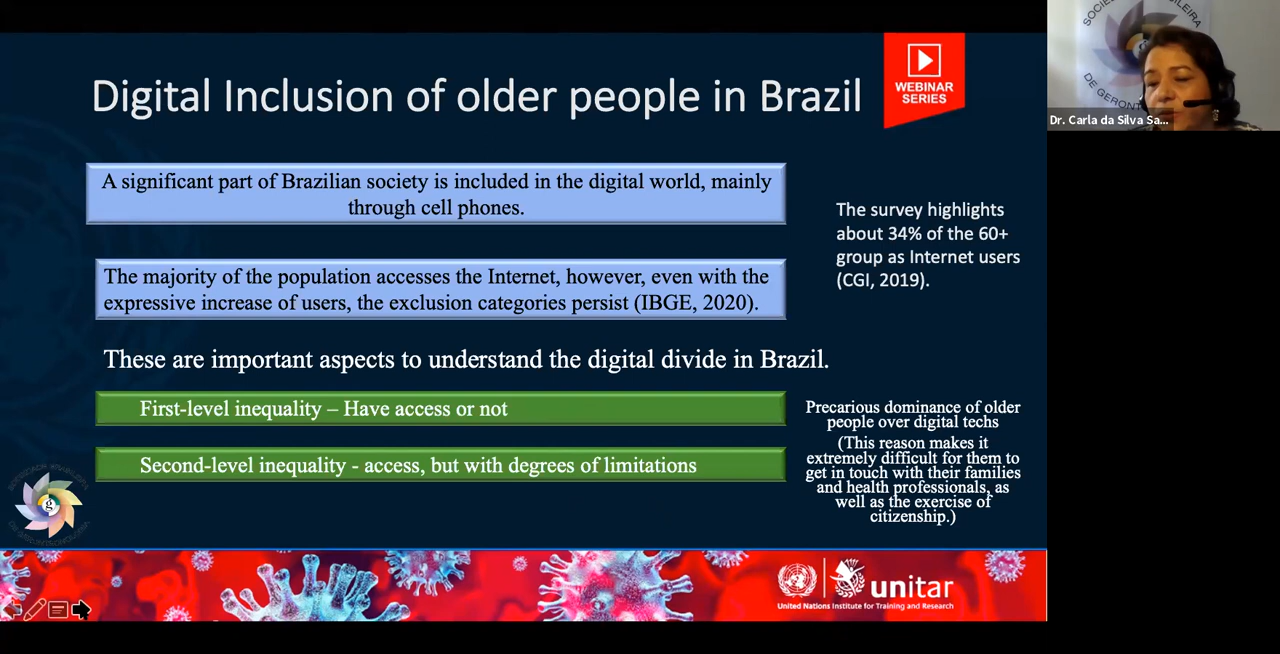 Digital Inclusion of older people in Brazil
WEBINAR
SERIES
SOCIE
ILEIRA
DE GERONT
Dr. Carla da Silva Sa...
A significant part of Brazilian society is included in the digital world, mainly
through cell phones.
The survey highlights
about 34% of the 60+
group as Internet users
(CGI, 2019).
The majority of the population accesses the Internet, however, even with the
expressive increase of users, the exclusion categories persist (IBGE, 2020).
These are important aspects to understand the digital divide in Brazil.
First-level inequality – Have access or not
Second-level inequality - access, but with degrees of limitations
Precarious dominance of older
people over digital techs
(This reason makes it
extremely difficult for them to
get in touch with their families
and health professionals, as
well as the exercise of
citizenship.)
g
unitar
United Nations Institute for Training and Research